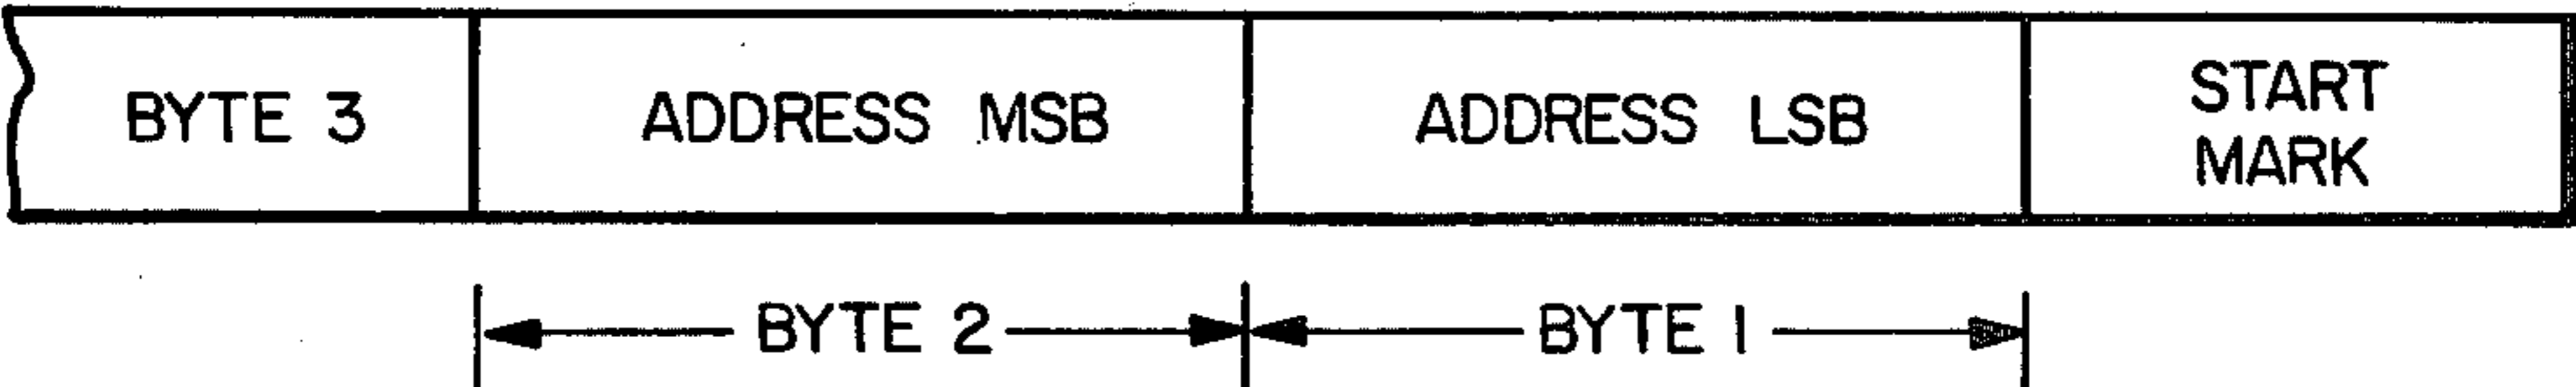 BYTE 3
ADDRESS MSB
ADDRESS LSB
START
MARK
BYTE 2
BYTE 1